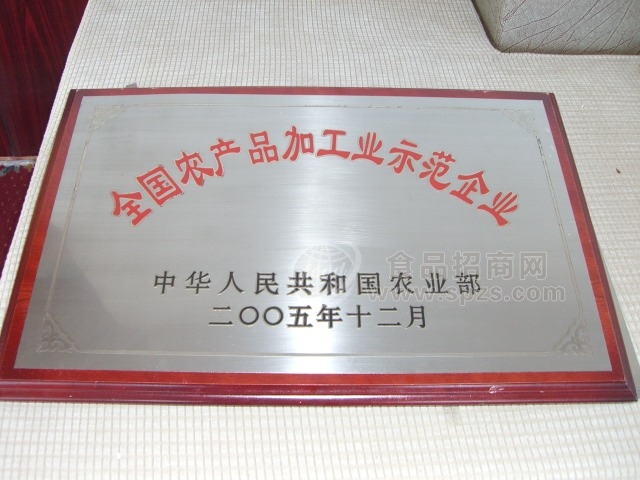 全国农产品加工业示范企业
中华人民共和国农业部
二〇〇五年十二月
食品招商网
www.spzs.com